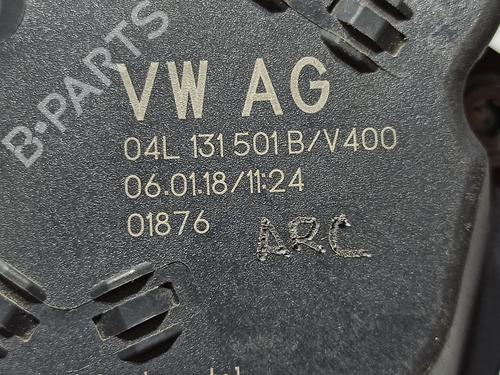 B-PARTS
VW AG
04L 131 501 B/V400
06.01.18/11:24
01876
ARC